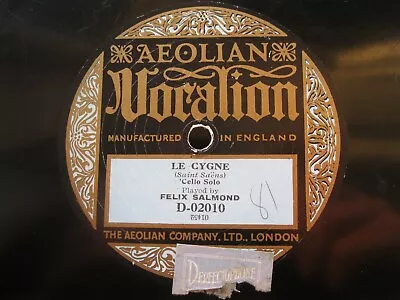 AEOLIAN
Vocalion
MANUFACTURED IN ENGLAND
LE CYGNE
(Saint Saëns)
'Cello Solo
Played by
FELIX SALMOND
D-02010
81
THE AEOLIAN COMPANY, LTD., LONDON